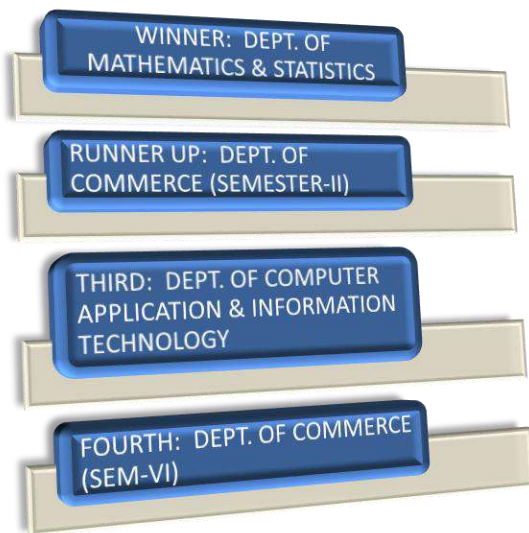 WINNER: DEPT. OF
MATHEMATICS & STATISTICS
RUNNER UP: DEPT. OF
COMMERCE (SEMESTER-II)
THIRD: DEPT. OF COMPUTER
APPLICATION & INFORMATION
TECHNOLOGY
FOURTH: DEPT. OF COMMERCE
(SEM-VI)